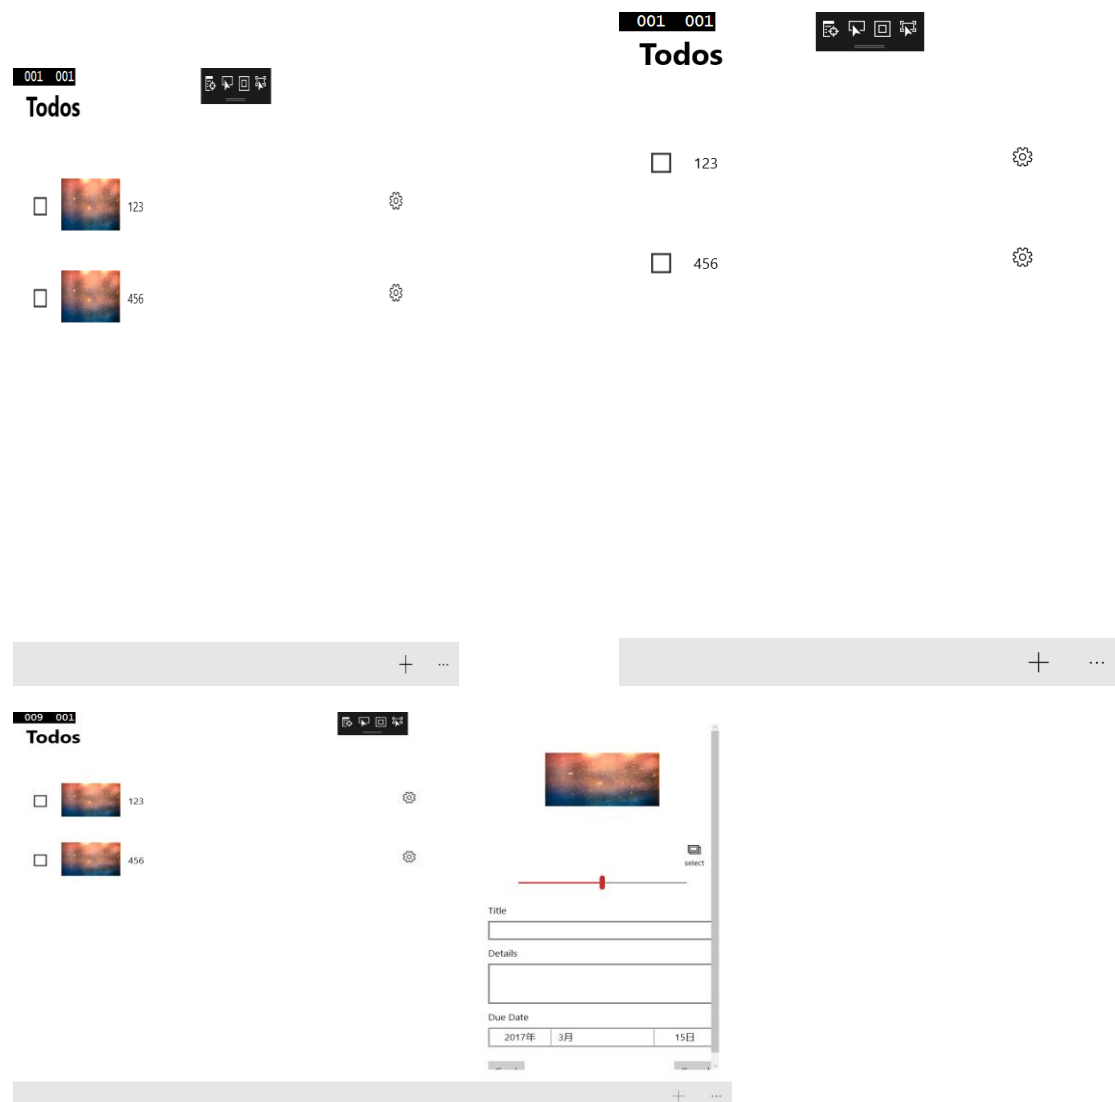 001 001
Todos
123
456
...
001 001
Todos
123
456
...
009 001
Todos
123
456
select
Title
Details
Due Date
2017年 3月 15日
...